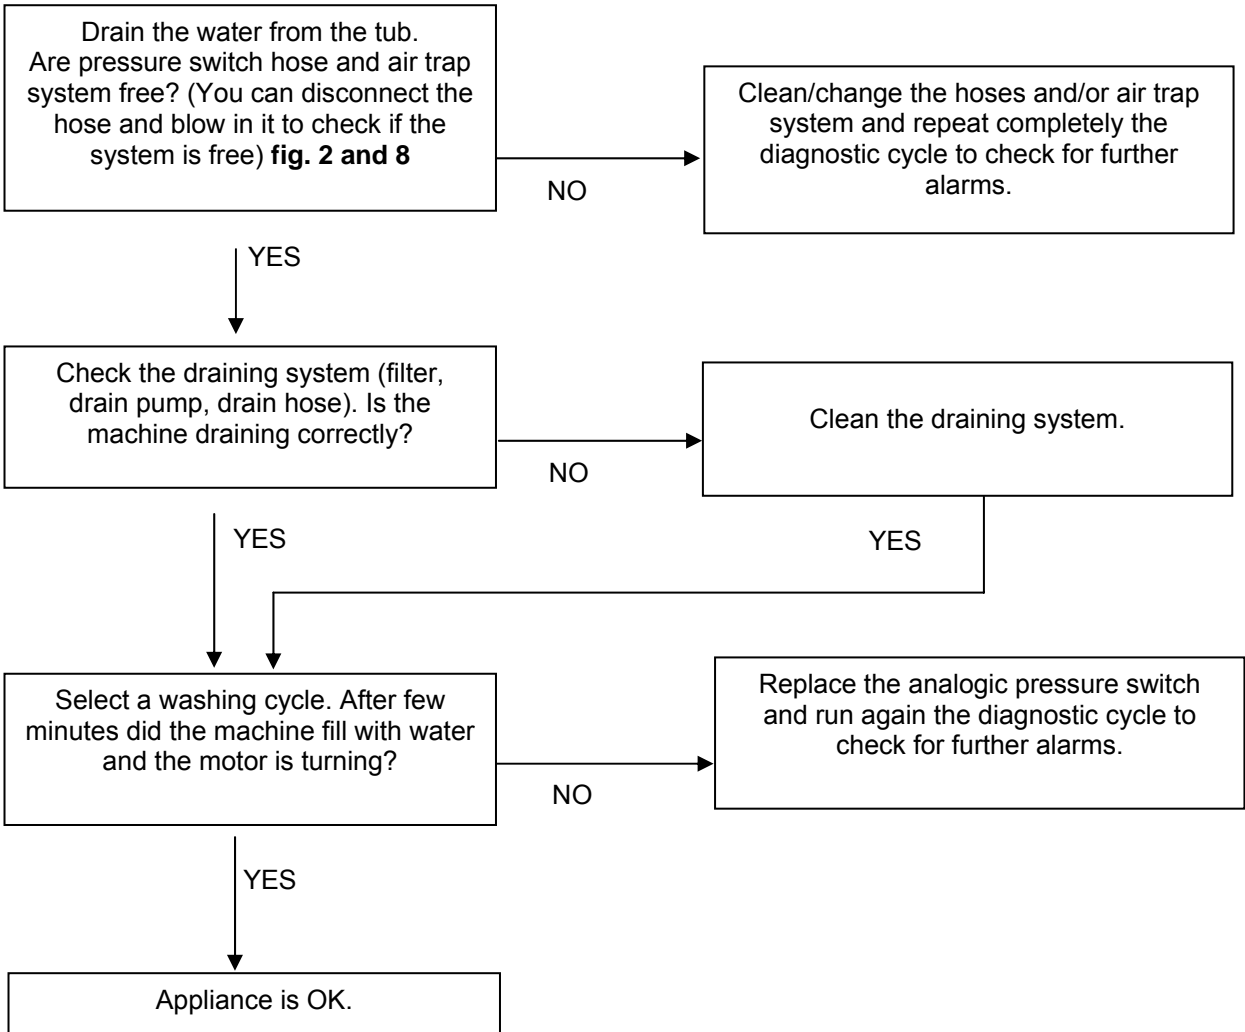 Drain the water from the tub.
Are pressure switch hose and air trap
system free? (You can disconnect the
hose and blow in it to check if the
system is free) fig. 2 and 8
Clean/change the hoses and/or air trap
system and repeat completely the
diagnostic cycle to check for further
alarms.
NO
YES
Check the draining system (filter,
drain pump, drain hose). Is the
machine draining correctly?
Clean the draining system.
NO
YES
YES
Select a washing cycle. After few
minutes did the machine fill with water
and the motor is turning?
Replace the analogic pressure switch
and run again the diagnostic cycle to
check for further alarms.
NO
YES
Appliance is OK.